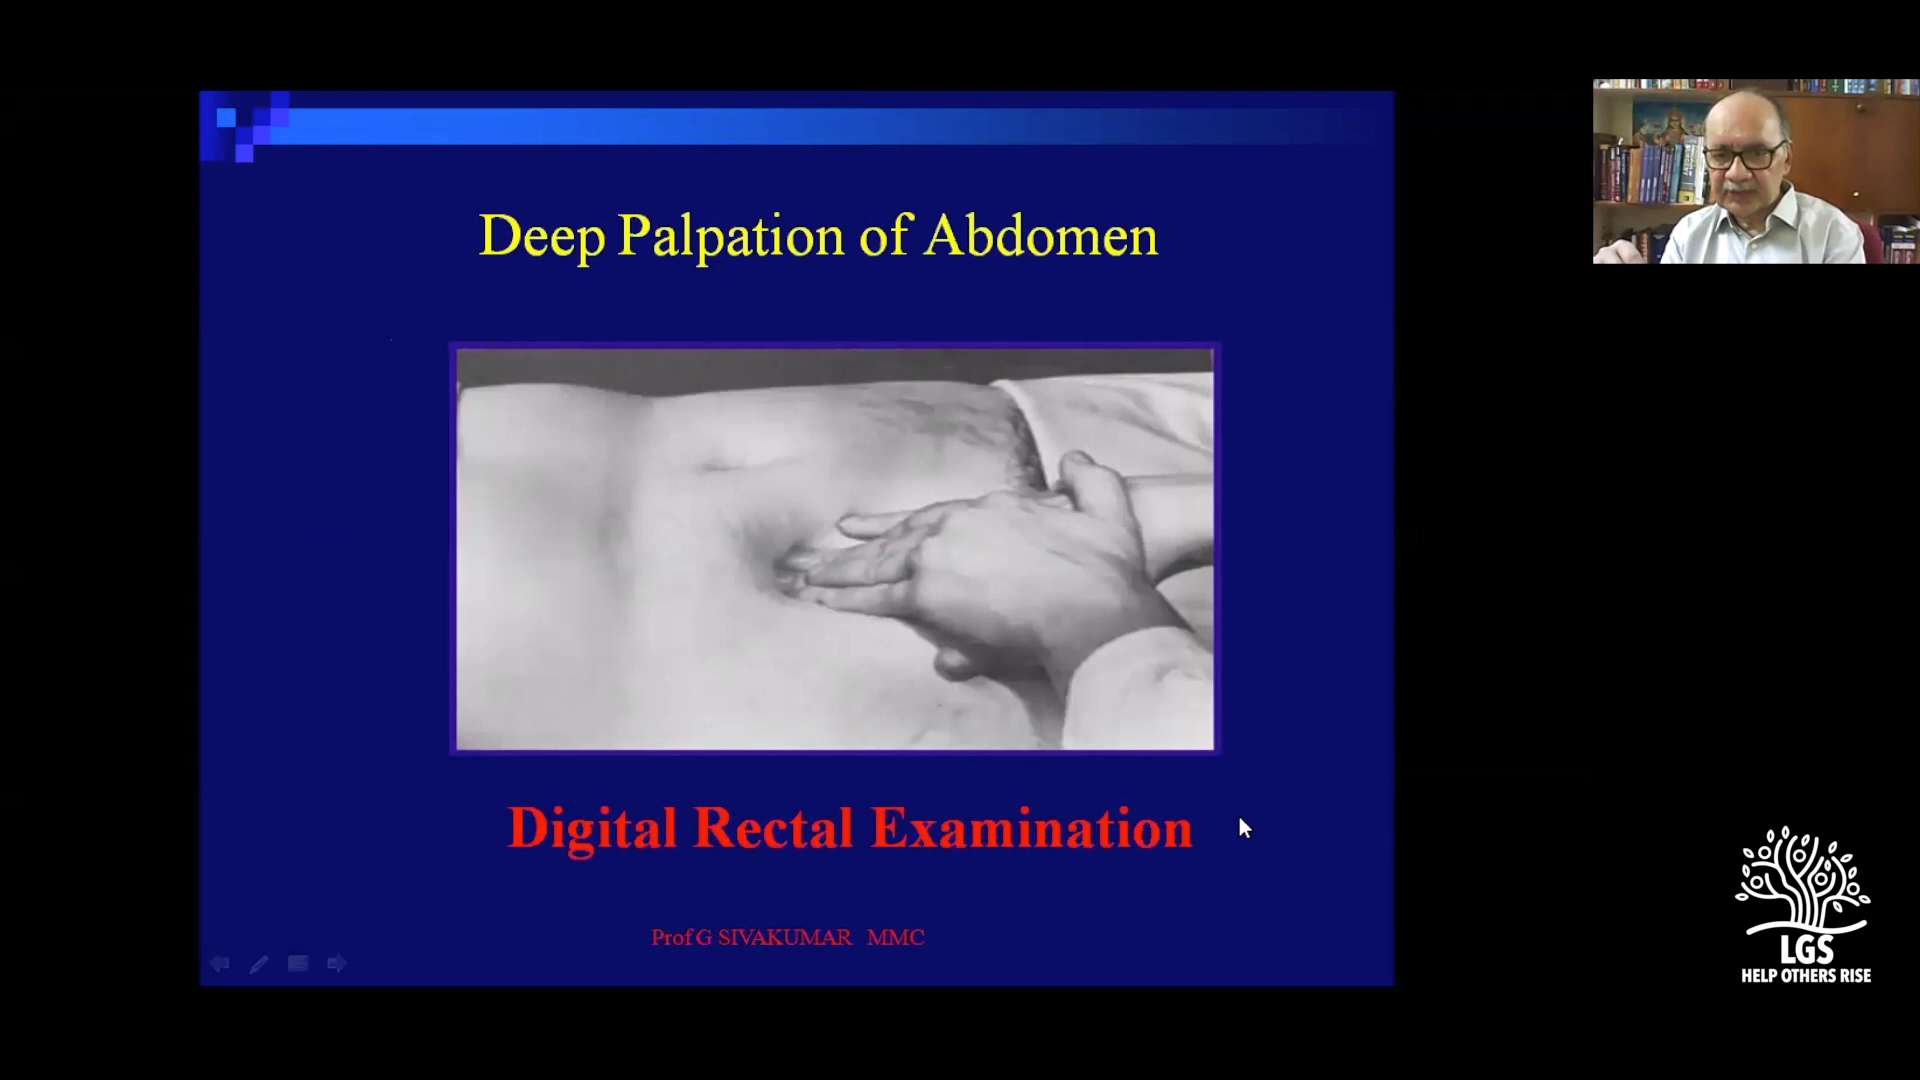 Deep Palpation of Abdomen
Digital Rectal Examination
Prof G SIVAKUMAR MMC
LGS
HELP OTHERS RISE